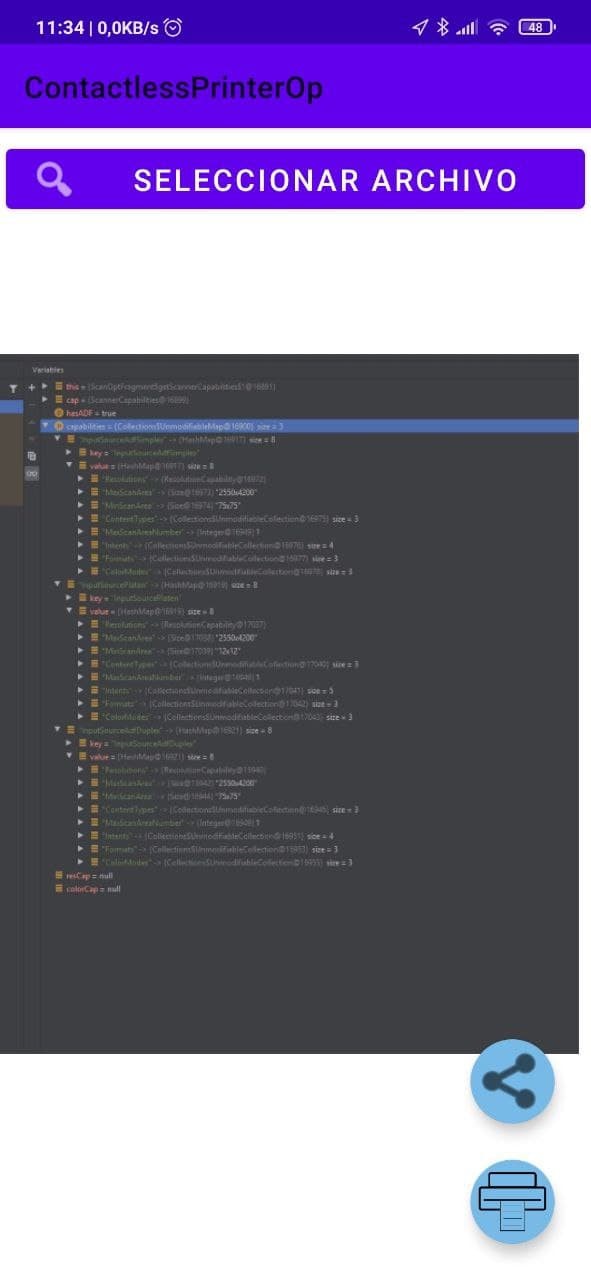 11:34 | 0,0KB/s
48
ContactlessPrinterOp
SELECCIONAR ARCHIVO
Variables
this = {ScanOptFragment$getScannerCapabilities$1@16891}
cap = {ScannerCapabilities@16899}
hasADF = true
capabilities = {Collections$UnmodifiableMap@16900} size = 3
"InputSourceAdfSimplex" -> {HashMap@16917} size = 8
key = "InputSourceAdfSimplex"
value = {HashMap@16917} size = 8
"Resolutions" -> {ResolutionCapability@16972}
"MaxScanArea" -> {Size@16973} "2550x4200"
"MinScanArea" -> {Size@16974} "75x75"
"ContentTypes" -> {Collections$UnmodifiableCollection@16975} size = 3
"MaxScanAreaNumber" -> {Integer@16949} 1
"Intents" -> {Collections$UnmodifiableCollection@16976} size = 4
"Formats" -> {Collections$UnmodifiableCollection@16977} size = 3
"ColorModes" -> {Collections$UnmodifiableCollection@16978} size = 3
"InputSourcePlaten" -> {HashMap@16919} size = 8
key = "InputSourcePlaten"
value = {HashMap@16919} size = 8
"Resolutions" -> {ResolutionCapability@17037}
"MaxScanArea" -> {Size@17038} "2550x4200"
"MinScanArea" -> {Size@17039} "12x12"
"ContentTypes" -> {Collections$UnmodifiableCollection@17040} size = 3
"MaxScanAreaNumber" -> {Integer@16949} 1
"Intents" -> {Collections$UnmodifiableCollection@17041} size = 5
"Formats" -> {Collections$UnmodifiableCollection@17042} size = 3
"ColorModes" -> {Collections$UnmodifiableCollection@17043} size = 3
"InputSourceAdfDuplex" -> {HashMap@16921} size = 8
key = "InputSourceAdfDuplex"
value = {HashMap@16921} size = 8
"Resolutions" -> {ResolutionCapability@16940}
"MaxScanArea" -> {Size@16942} "2550x4200"
"MinScanArea" -> {Size@16944} "75x75"
"ContentTypes" -> {Collections$UnmodifiableCollection@16946} size = 3
"MaxScanAreaNumber" -> {Integer@16949} 1
"Intents" -> {Collections$UnmodifiableCollection@16951} size = 4
"Formats" -> {Collections$UnmodifiableCollection@16953} size = 3
"ColorModes" -> {Collections$UnmodifiableCollection@16955} size = 3
resCap = null
colorCap = null